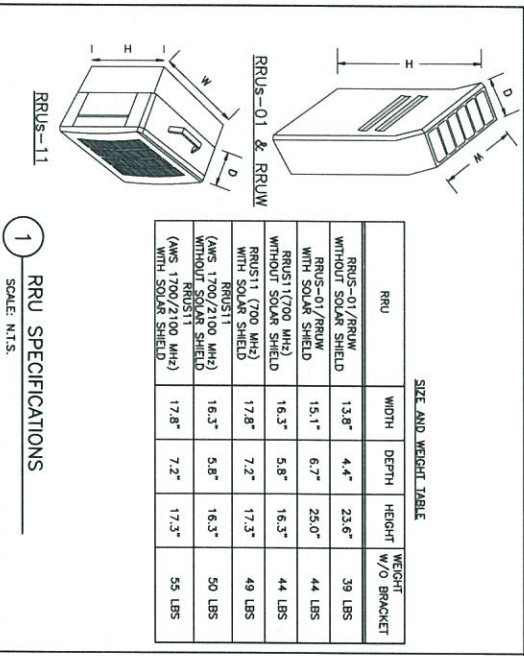 H
D
W
RRUs-01 & RRUW
H
W
D
RRUs-11
SIZE AND WEIGHT TABLE
RRU WIDTH DEPTH HEIGHT WEIGHT W/O BRACKET
RRUS-01/RRUW WITHOUT SOLAR SHIELD 13.8" 4.4" 23.6" 39 LBS
RRUS-01/RRUW WITH SOLAR SHIELD 15.1" 6.7" 25.0" 44 LBS
RRUS11(700 MHz) WITHOUT SOLAR SHIELD 16.3" 5.8" 16.3" 44 LBS
RRUS11 (700 MHz) WITH SOLAR SHIELD 17.8" 7.2" 17.3" 49 LBS
RRUS11 (AWS 1700/2100 MHz) WITHOUT SOLAR SHIELD 16.3" 5.8" 16.3" 50 LBS
RRUS11 (AWS 1700/2100 MHz) WITH SOLAR SHIELD 17.8" 7.2" 17.3" 55 LBS
1 RRU SPECIFICATIONS
SCALE: N.T.S.